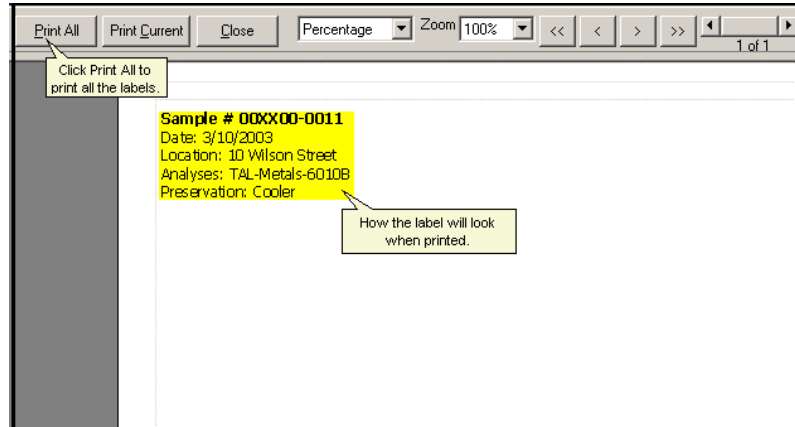 Print All Print Current Close Percentage Zoom 100% << < > >>
1 of 1
Click Print All to
print all the labels.
Sample # 00XX00-0011
Date: 3/10/2003
Location: 10 Wilson Street
Analyses: TAL-Metals-6010B
Preservation: Cooler
How the label will look
when printed.